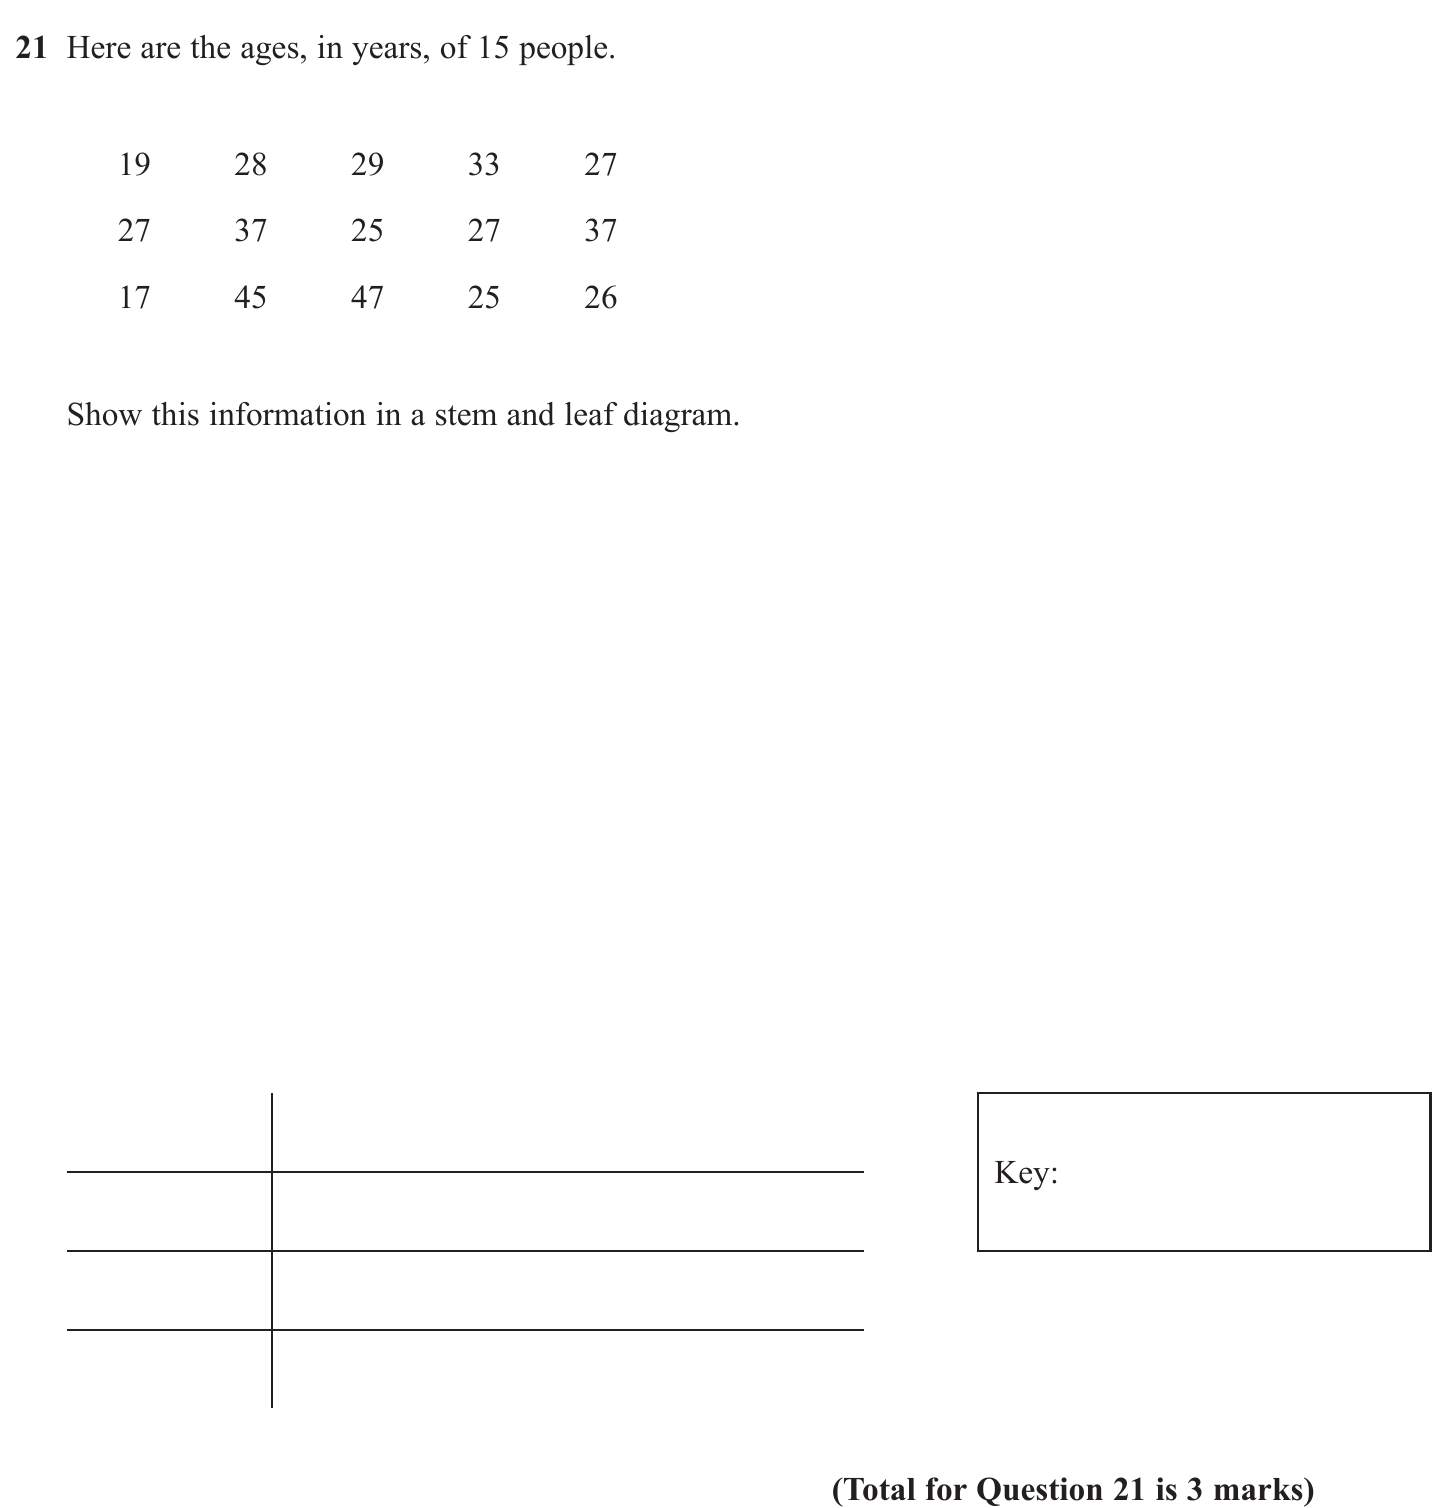 21 Here are the ages, in years, of 15 people.
19 28 29 33 27
27 37 25 27 37
17 45 47 25 26
Show this information in a stem and leaf diagram.
Key:
(Total for Question 21 is 3 marks)